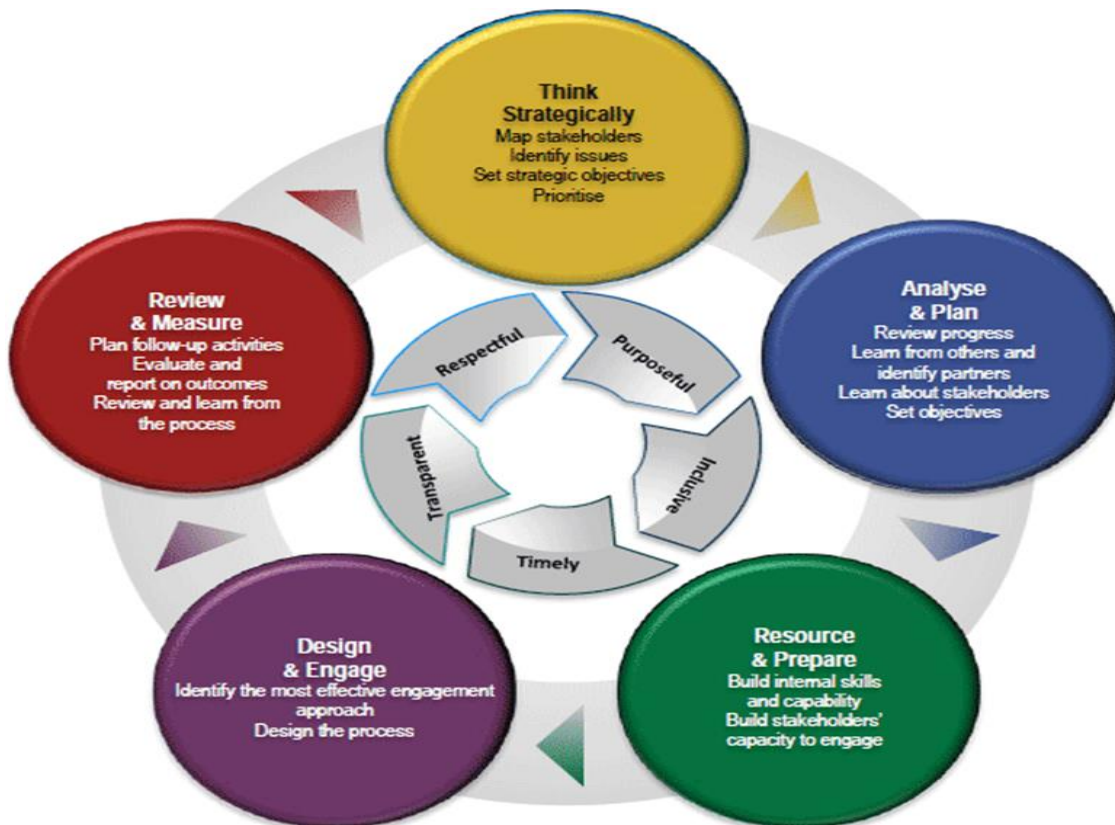 Think
Strategically
Map stakeholders
Identify issues
Set strategic objectives
Prioritise
Analyse
& Plan
Review progress
Learn from others and
identify partners
Learn about stakeholders
Set objectives
Resource
& Prepare
Build internal skills
and capability
Build stakeholders'
capacity to engage
Design
& Engage
Identify the most effective engagement
approach
Design the process
Review
& Measure
Plan follow-up activities
Evaluate and
report on outcomes
Review and learn from
the process
Respectful
Purposeful
Inclusive
Timely
Transparent